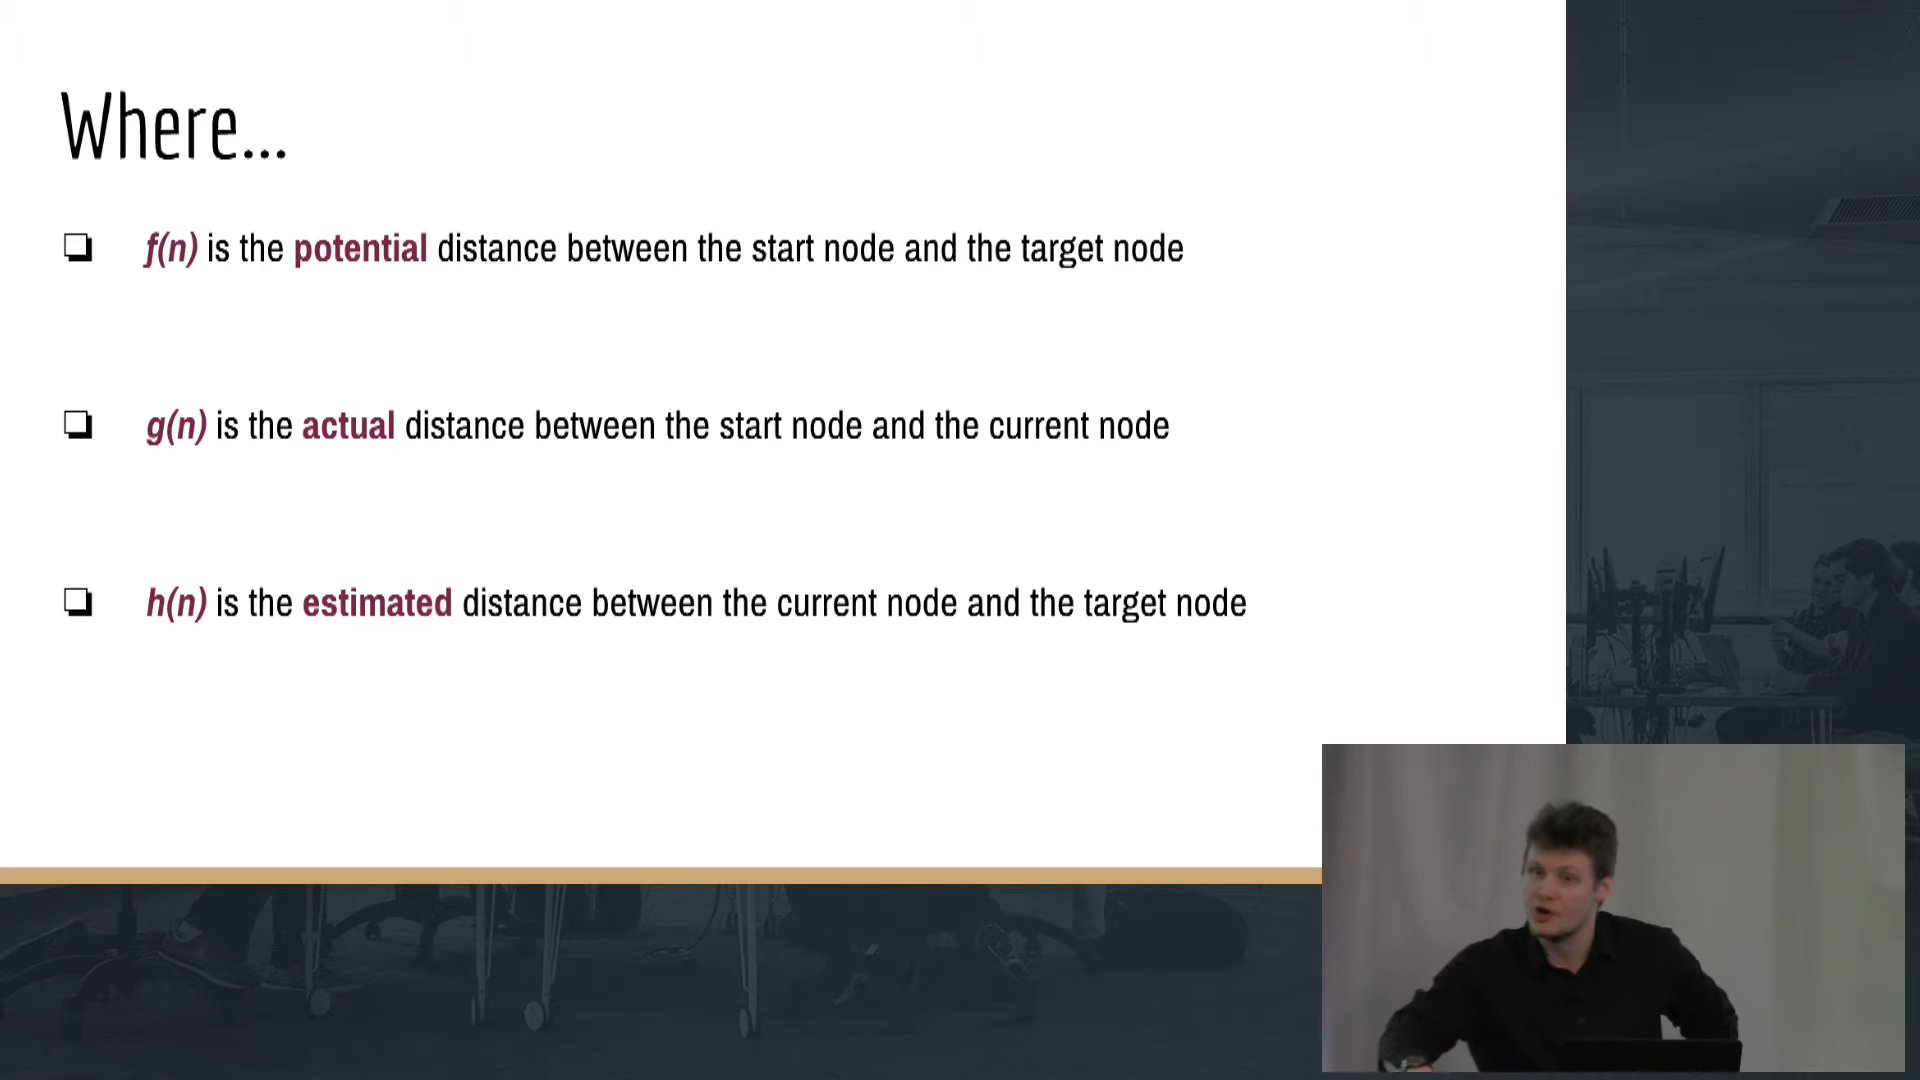 Where...
f(n) is the potential distance between the start node and the target node
g(n) is the actual distance between the start node and the current node
h(n) is the estimated distance between the current node and the target node